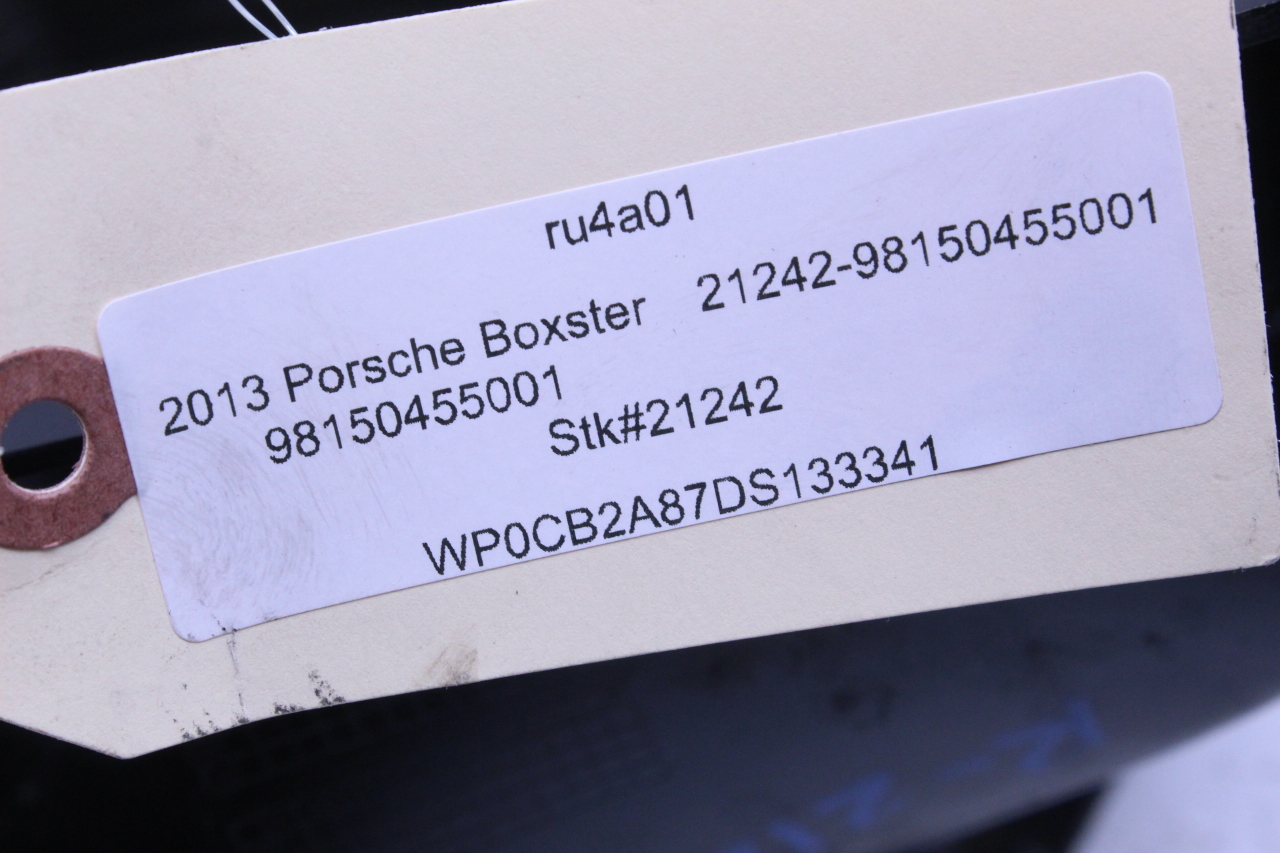 ru4a01
2013 Porsche Boxster 21242-98150455001
98150455001
Stk#21242
WP0CB2A87DS133341